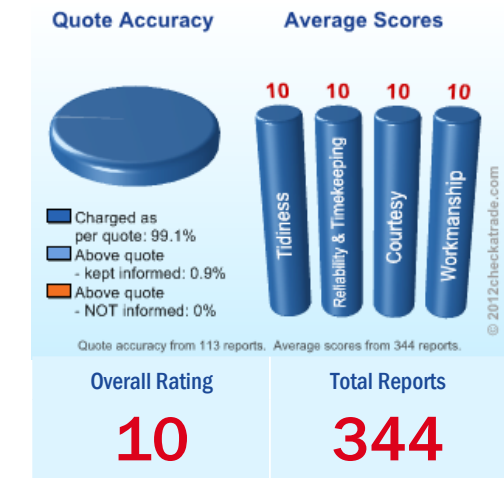 Quote Accuracy
Average Scores
10 10 10 10
Tidiness
Reliability & Timekeeping
Courtesy
Workmanship
Charged as
per quote: 99.1%
Above quote
- kept informed: 0.9%
Above quote
- NOT informed: 0%
© 2012checkatrade.com
Quote accuracy from 113 reports. Average scores from 344 reports.
Overall Rating
10
Total Reports
344